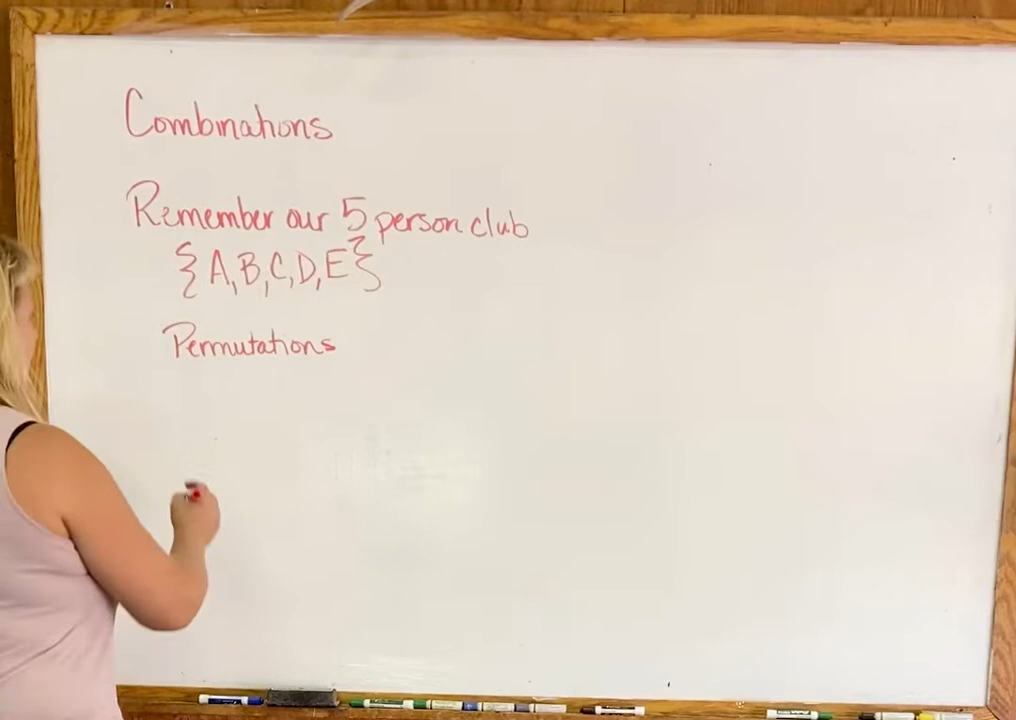 Combinations
Remember our 5 person club
{A,B,C,D,E}
Permutations